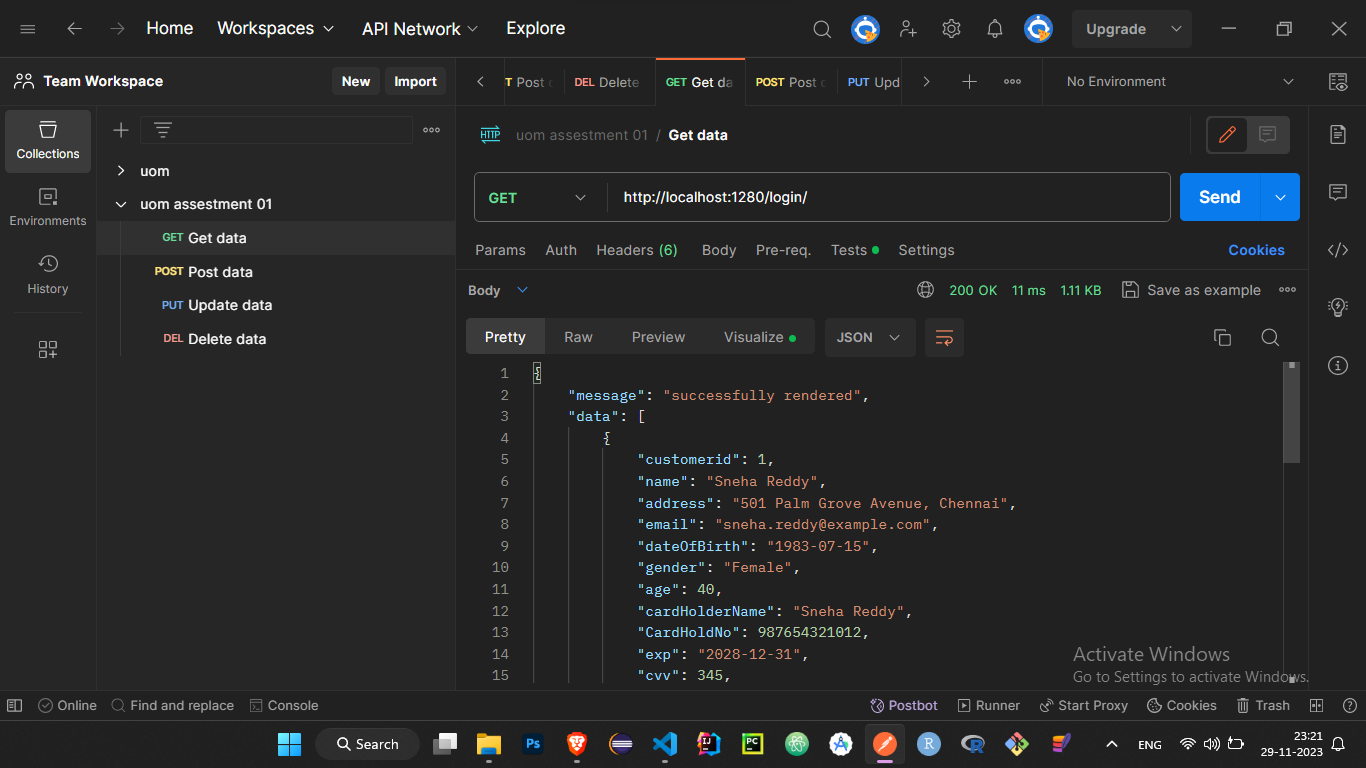 Home Workspaces API Network Explore Upgrade
Team Workspace New Import
T Post DEL Delete GET Get da POST Post PUT Upd No Environment
Collections
Environments
History
uom
uom assestment 01
GET Get data
POST Post data
PUT Update data
DEL Delete data
HTTP uom assestment 01 / Get data
GET http://localhost:1280/login/ Send
Params Auth Headers (6) Body Pre-req. Tests Settings Cookies
Body 200 OK 11 ms 1.11 KB Save as example
Pretty Raw Preview Visualize JSON
1 {
2 "message": "successfully rendered",
3 "data": [
4 {
5 "customerid": 1,
6 "name": "Sneha Reddy",
7 "address": "501 Palm Grove Avenue, Chennai",
8 "email": "sneha.reddy@example.com",
9 "dateOfBirth": "1983-07-15",
10 "gender": "Female",
11 "age": 40,
12 "cardHolderName": "Sneha Reddy",
13 "CardHoldNo": 987654321012,
14 "exp": "2028-12-31",
15 "cvv": 345,
Activate Windows
Go to Settings to activate Windows.
Online Find and replace Console Postbot Runner Start Proxy Cookies Trash
Search Ps PC R R ENG 23:21
29-11-2023